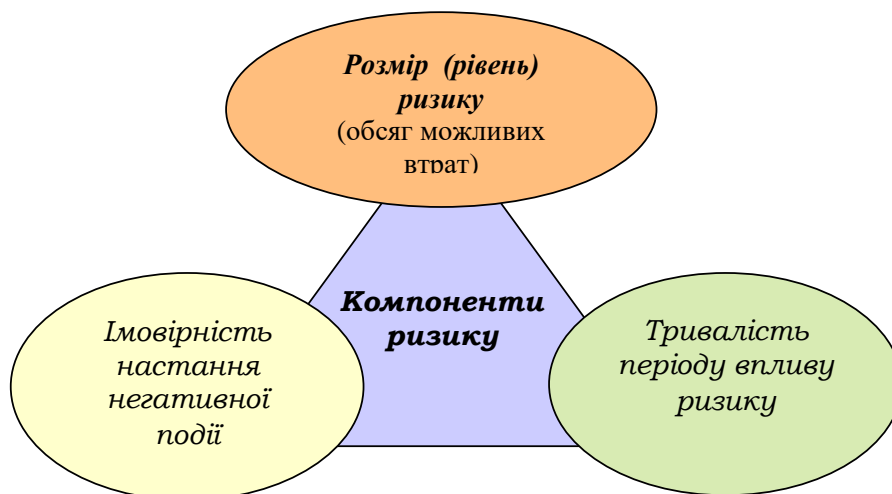 Розмір (рівень)
ризику
(обсяг можливих
втрат)
Компоненти
ризику
Імовірність
настання
негативної
події
Тривалість
періоду впливу
ризику